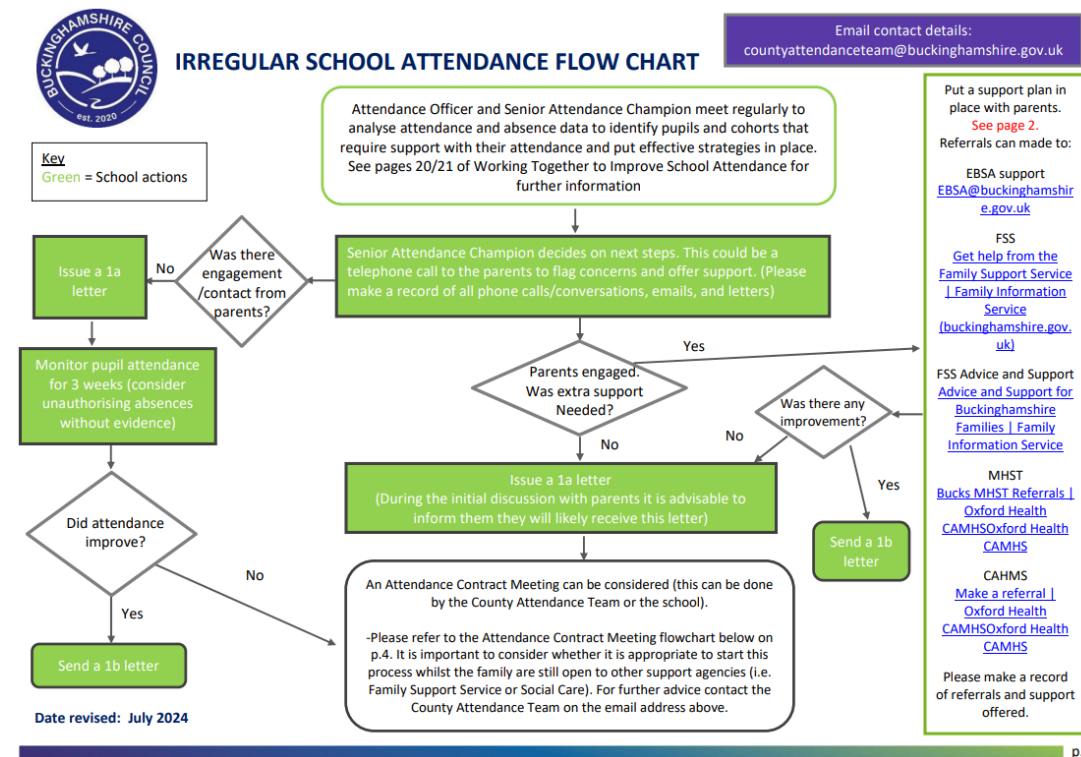 BUCKINGHAMSHIRE COUNCIL
est. 2020
IRREGULAR SCHOOL ATTENDANCE FLOW CHART
Email contact details:
countyattendanceteam@buckinghamshire.gov.uk
Key
Green = School actions
Attendance Officer and Senior Attendance Champion meet regularly to
analyse attendance and absence data to identify pupils and cohorts that
require support with their attendance and put effective strategies in place.
See pages 20/21 of Working Together to Improve School Attendance for
further information
Senior Attendance Champion decides on next steps. This could be a
telephone call to the parents to flag concerns and offer support. (Please
make a record of all phone calls/conversations, emails, and letters)
Was there
engagement
/contact from
parents?
No
Issue a 1a
letter
Monitor pupil attendance
for 3 weeks (consider
unauthorising absences
without evidence)
Did attendance
improve?
No
Yes
Send a 1b letter
Parents engaged.
Was extra support
Needed?
Yes
No
Was there any
improvement?
No
Yes
Send a 1b
letter
Issue a 1a letter
(During the initial discussion with parents it is advisable to
inform them they will likely receive this letter)
An Attendance Contract Meeting can be considered (this can be done
by the County Attendance Team or the school).
-Please refer to the Attendance Contract Meeting flowchart below on
p.4. It is important to consider whether it is appropriate to start this
process whilst the family are still open to other support agencies (i.e.
Family Support Service or Social Care). For further advice contact the
County Attendance Team on the email address above.
Put a support plan in
place with parents.
See page 2.
Referrals can made to:
EBSA support
EBSA@buckinghamshir
e.gov.uk
FSS
Get help from the
Family Support Service
| Family Information
Service
(buckinghamshire.gov.
uk)
FSS Advice and Support
Advice and Support for
Buckinghamshire
Families | Family
Information Service
MHST
Bucks MHST Referrals |
Oxford Health
CAMHSOxford Health
CAMHS
CAHMS
Make a referral |
Oxford Health
CAMHSOxford Health
CAMHS
Please make a record
of referrals and support
offered.
Date revised: July 2024
p.